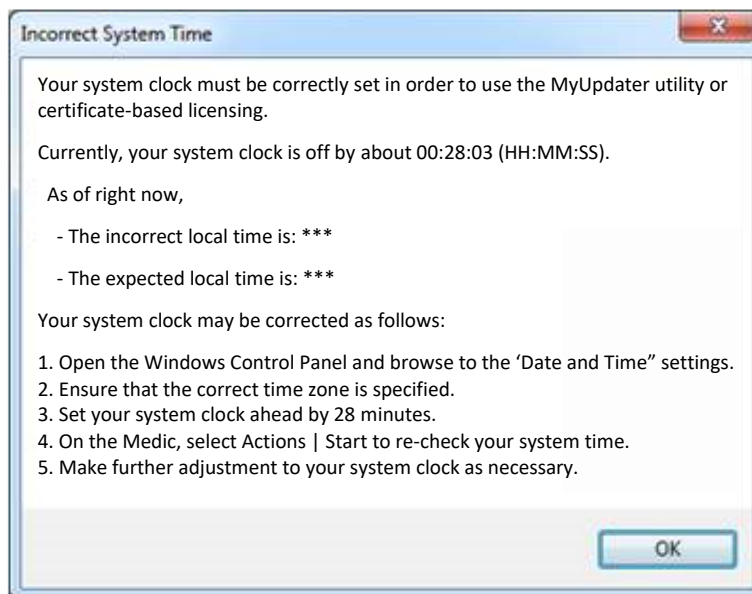 Incorrect System Time
Your system clock must be correctly set in order to use the MyUpdater utility or
certificate-based licensing.
Currently, your system clock is off by about 00:28:03 (HH:MM:SS).
As of right now,
- The incorrect local time is: ***
- The expected local time is: ***
Your system clock may be corrected as follows:
1. Open the Windows Control Panel and browse to the ‘Date and Time” settings.
2. Ensure that the correct time zone is specified.
3. Set your system clock ahead by 28 minutes.
4. On the Medic, select Actions | Start to re-check your system time.
5. Make further adjustment to your system clock as necessary.
OK